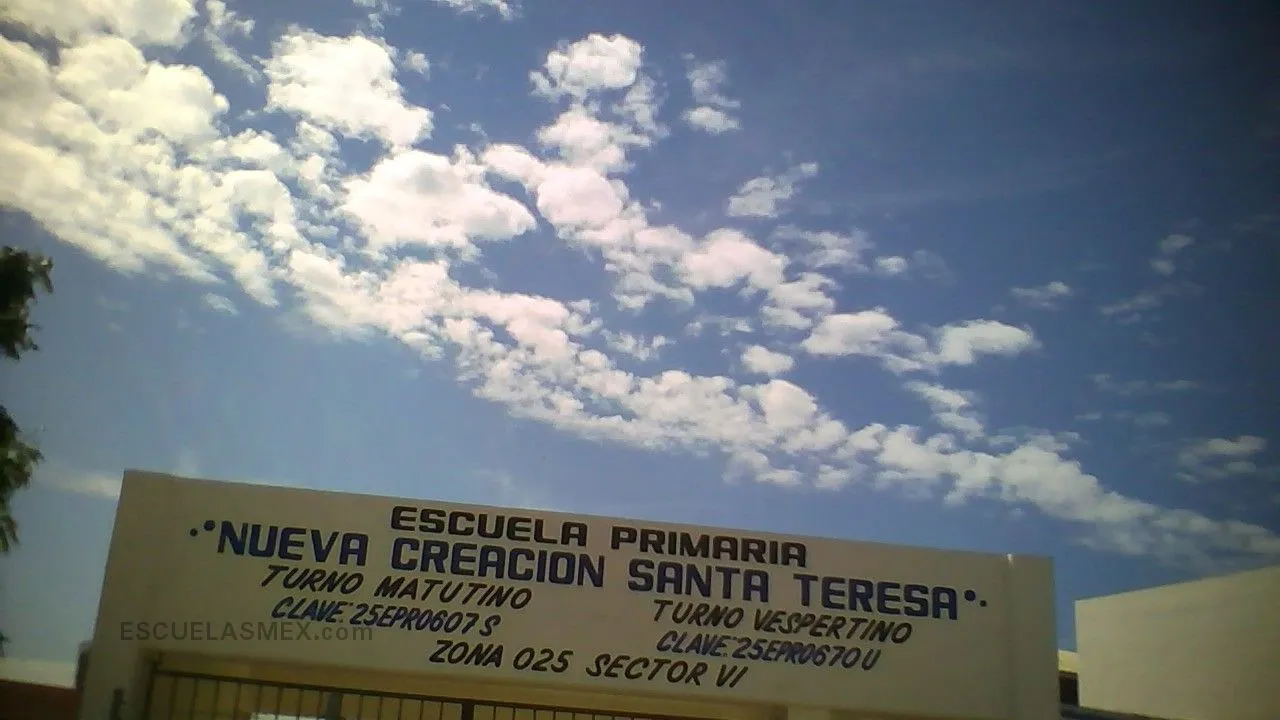 ESCUELA PRIMARIA
"NUEVA CREACION SANTA TERESA"
TURNO MATUTINO
CLAVE: 25EPR0607S
TURNO VESPERTINO
CLAVE: 25EPR0670U
ZONA 025 SECTOR VI
ESCUELASMEX.com